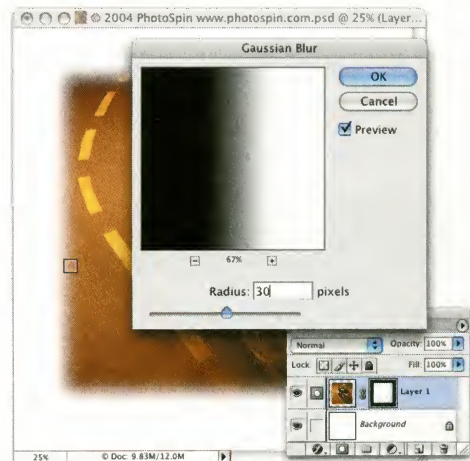 © 2004 PhotoSpin www.photospin.com.psd @ 25% (Layer...
Gaussian Blur
OK
Cancel
Preview
67%
Radius: 30 pixels
Normal
Opacity: 100%
Lock:
Fill: 100%
Layer 1
Background
25%
© Doc: 9.83M/12.0M